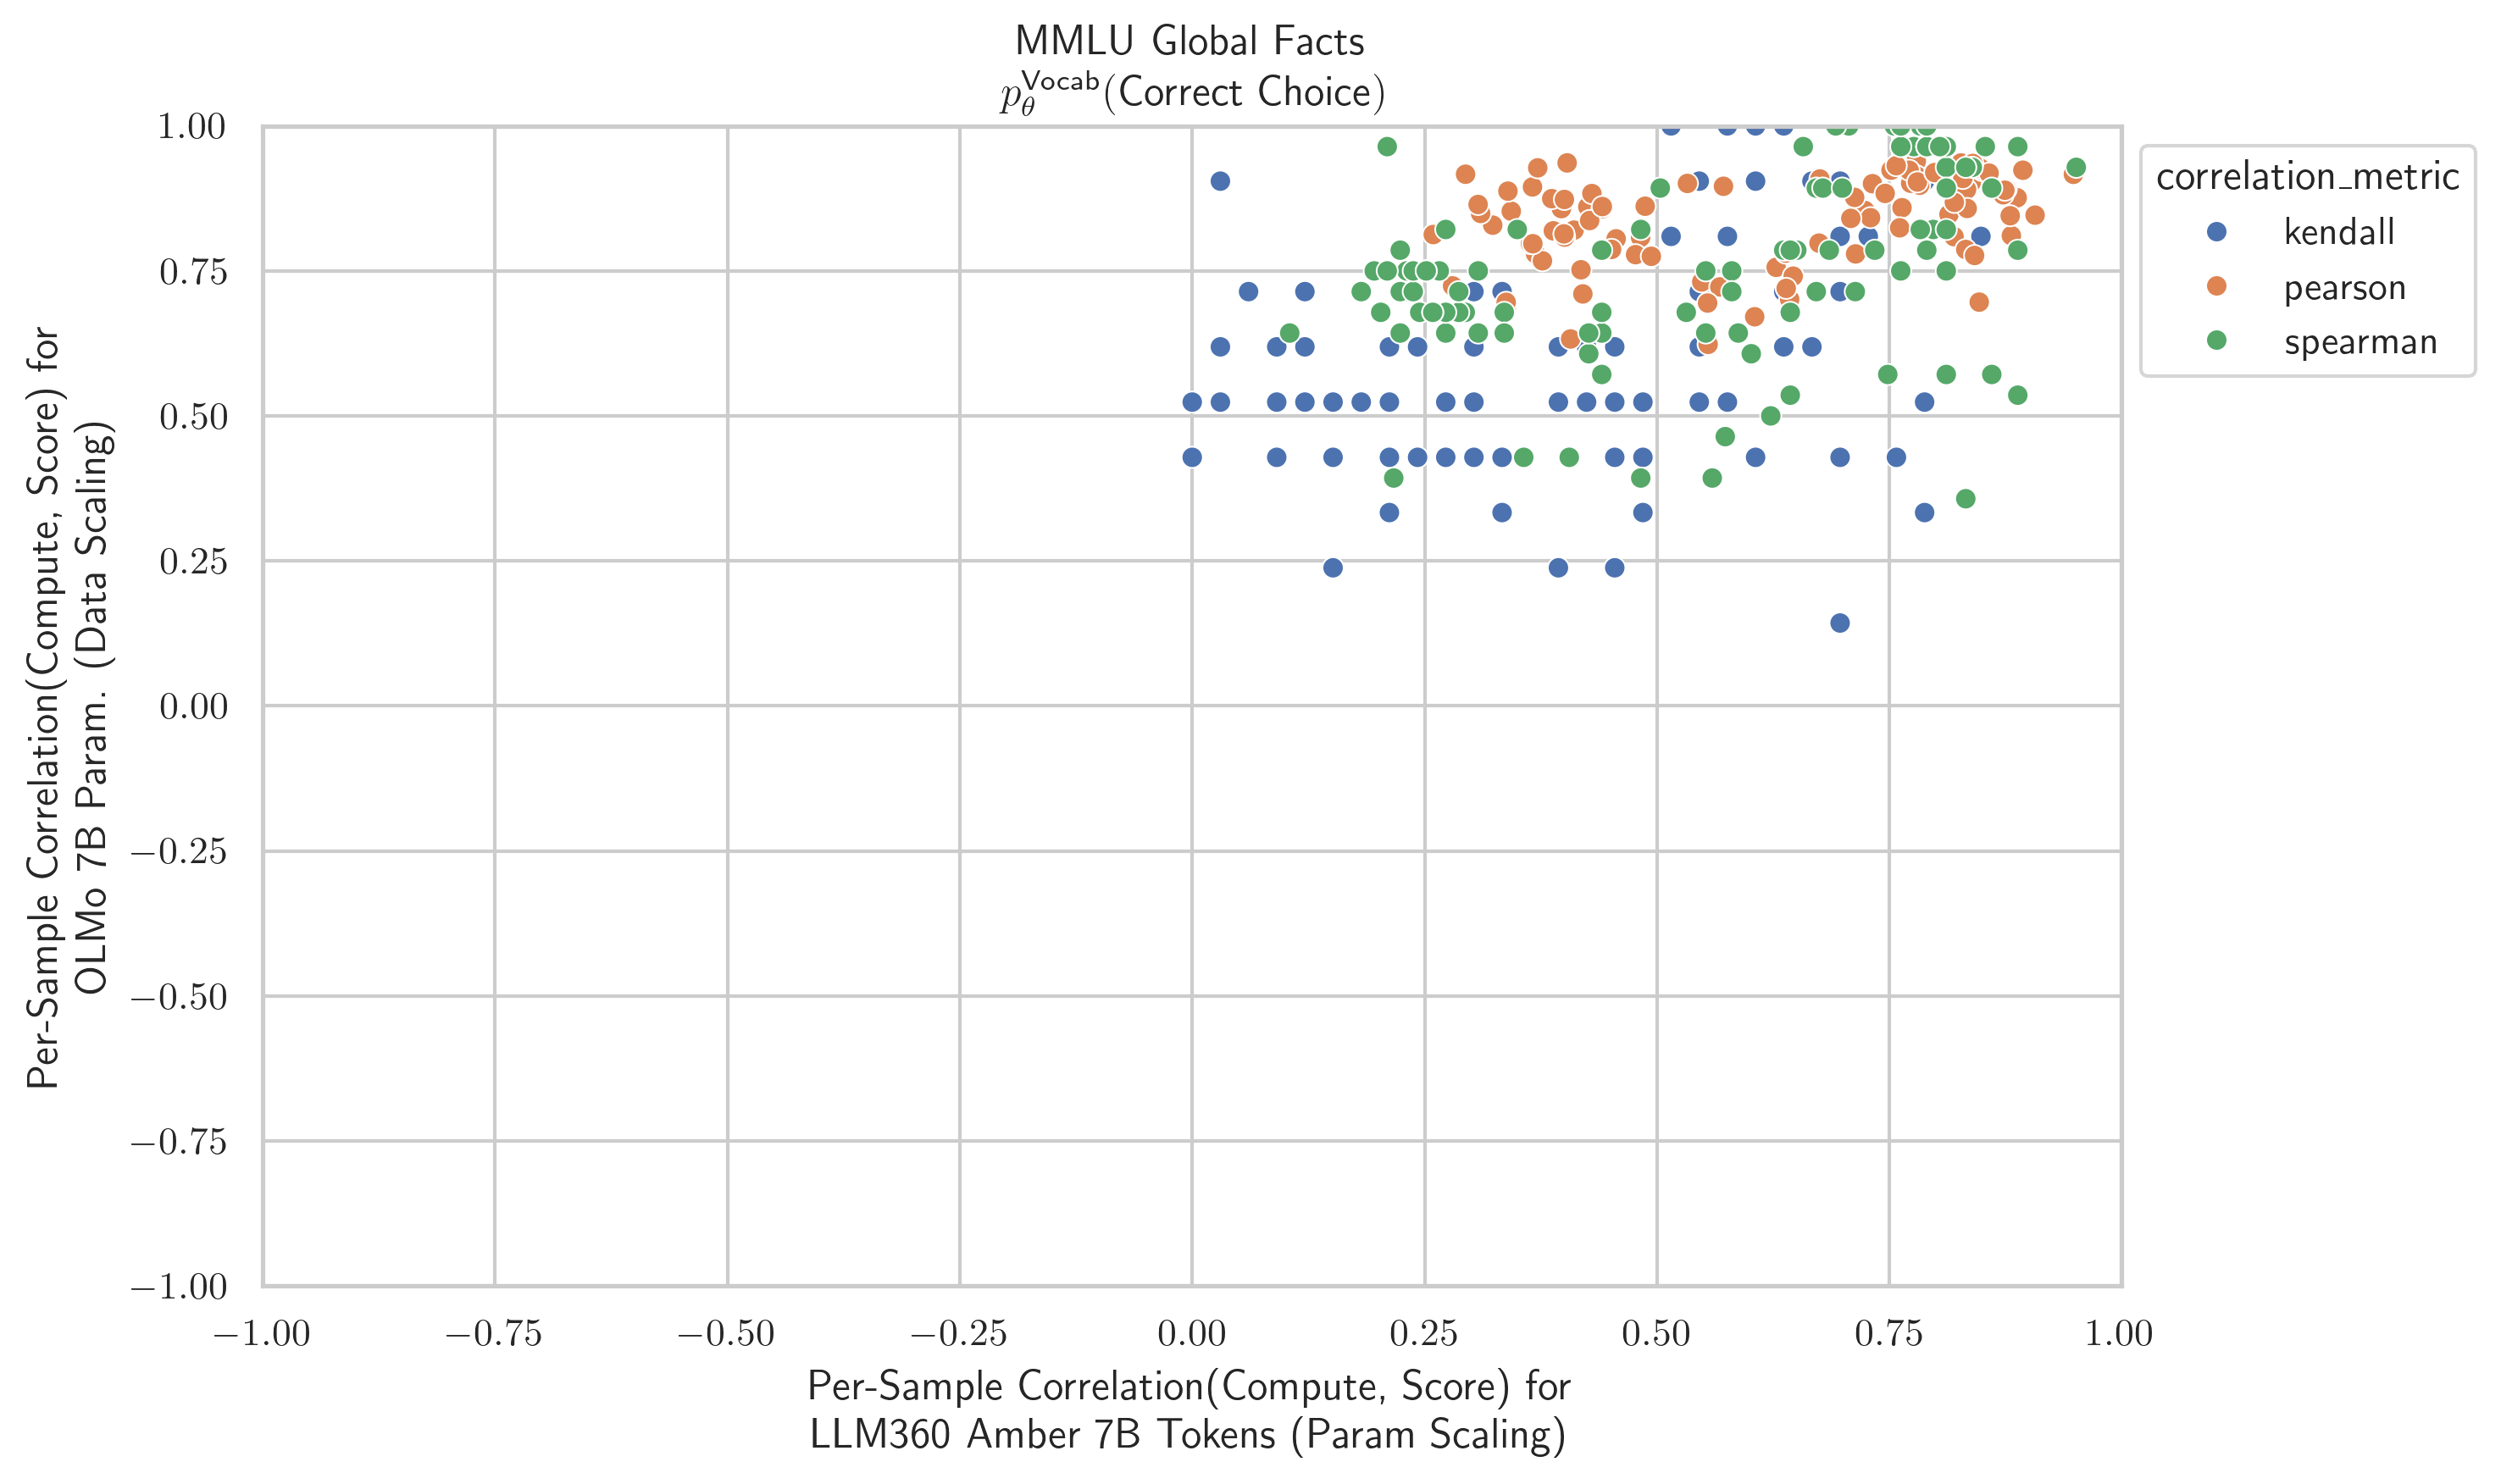 MMLU Global Facts
p_θ^Vocab(Correct Choice)
Per-Sample Correlation(Compute, Score) for
OLMo 7B Param. (Data Scaling)
1.00
0.75
0.50
0.25
0.00
−0.25
−0.50
−0.75
−1.00
−1.00
−0.75
−0.50
−0.25
0.00
0.25
0.50
0.75
1.00
Per-Sample Correlation(Compute, Score) for
LLM360 Amber 7B Tokens (Param Scaling)
correlation_metric
kendall
pearson
spearman